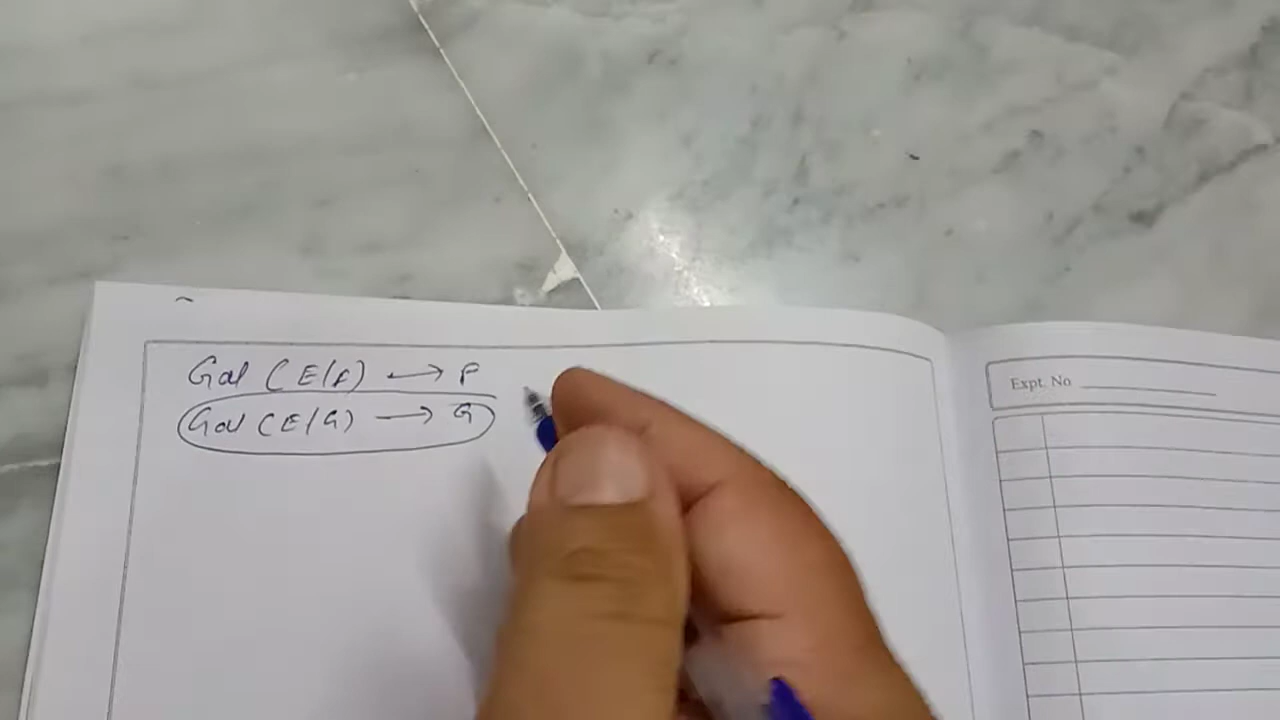 Gal (E/F) → F
Gal (E/G) → G
Expt. No